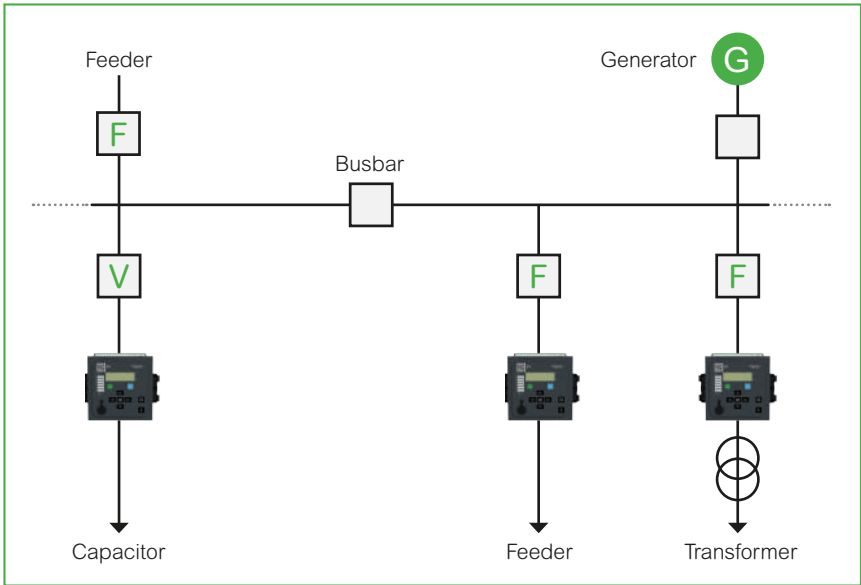 Feeder
Generator
G
F
Busbar
V
F
F
Capacitor
Feeder
Transformer